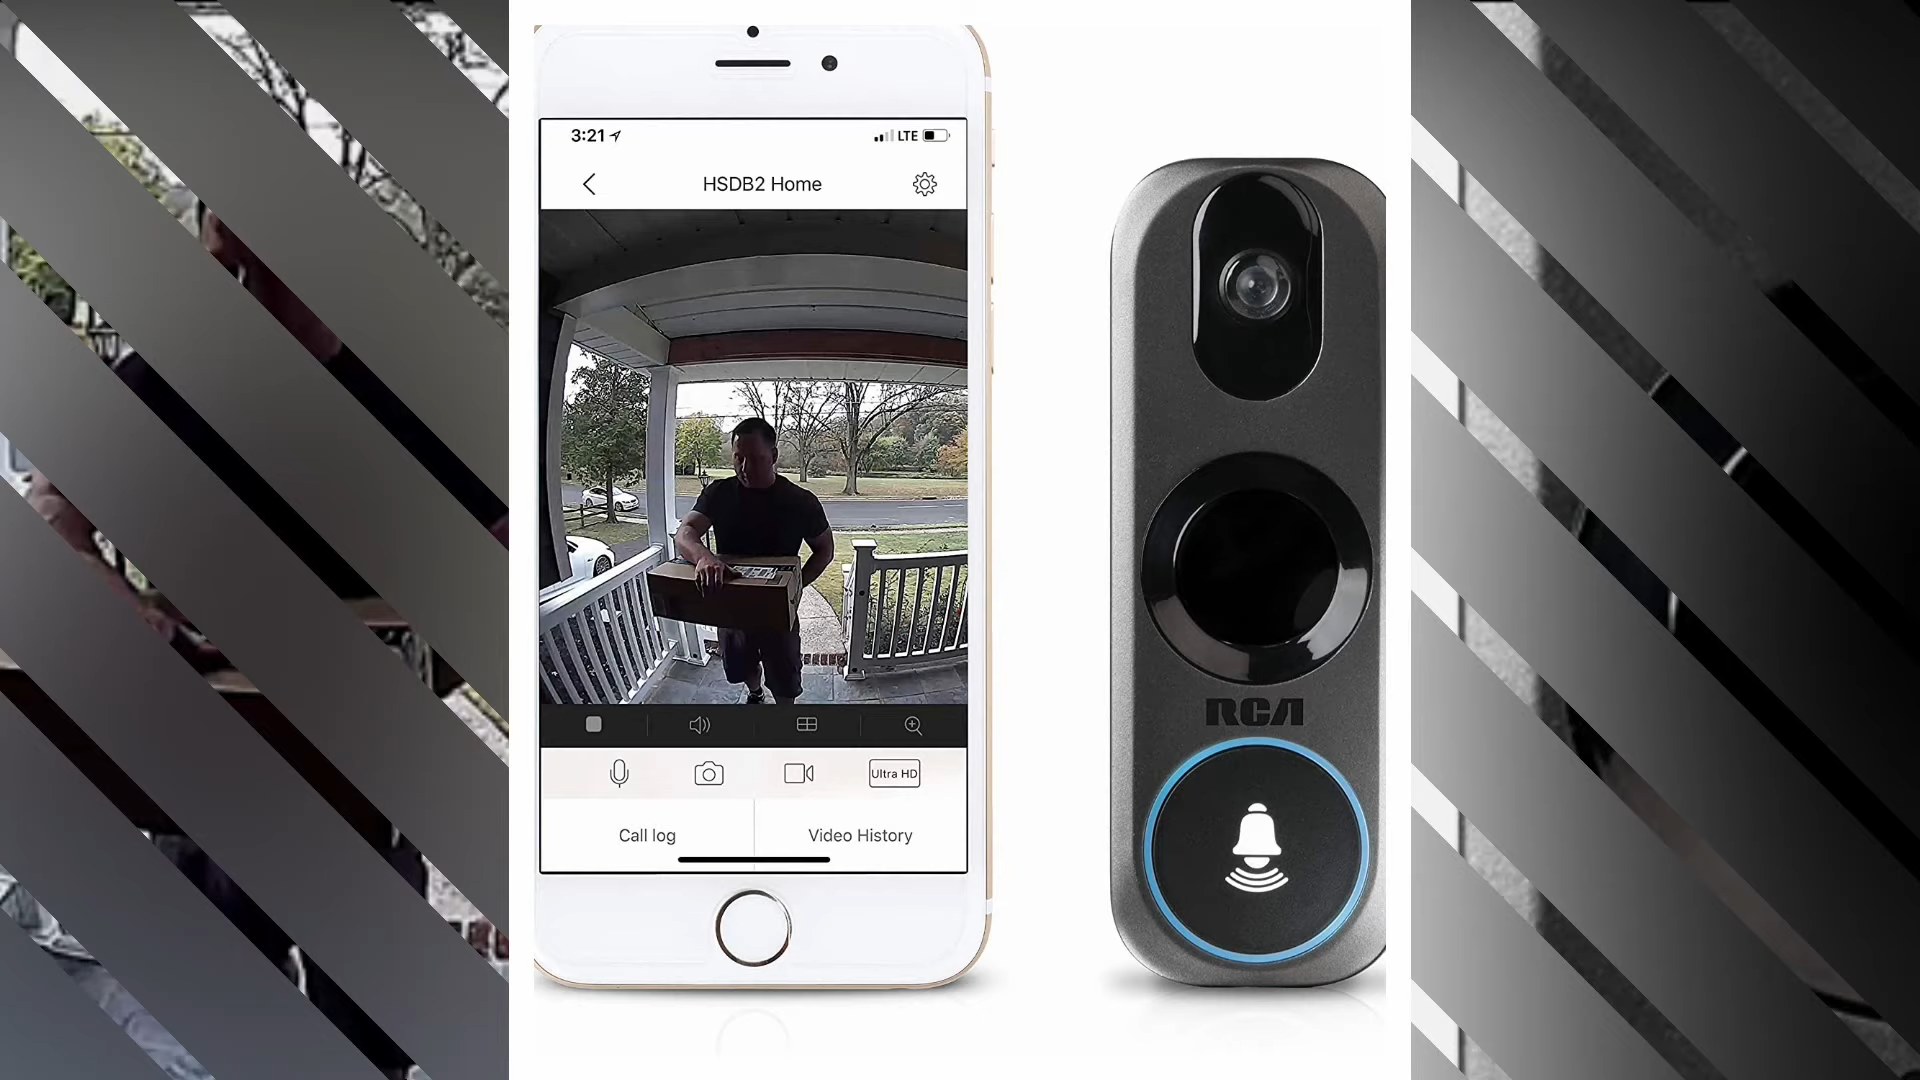 3:21
LTE
HSDB2 Home
Ultra HD
Call log
Video History
RCA